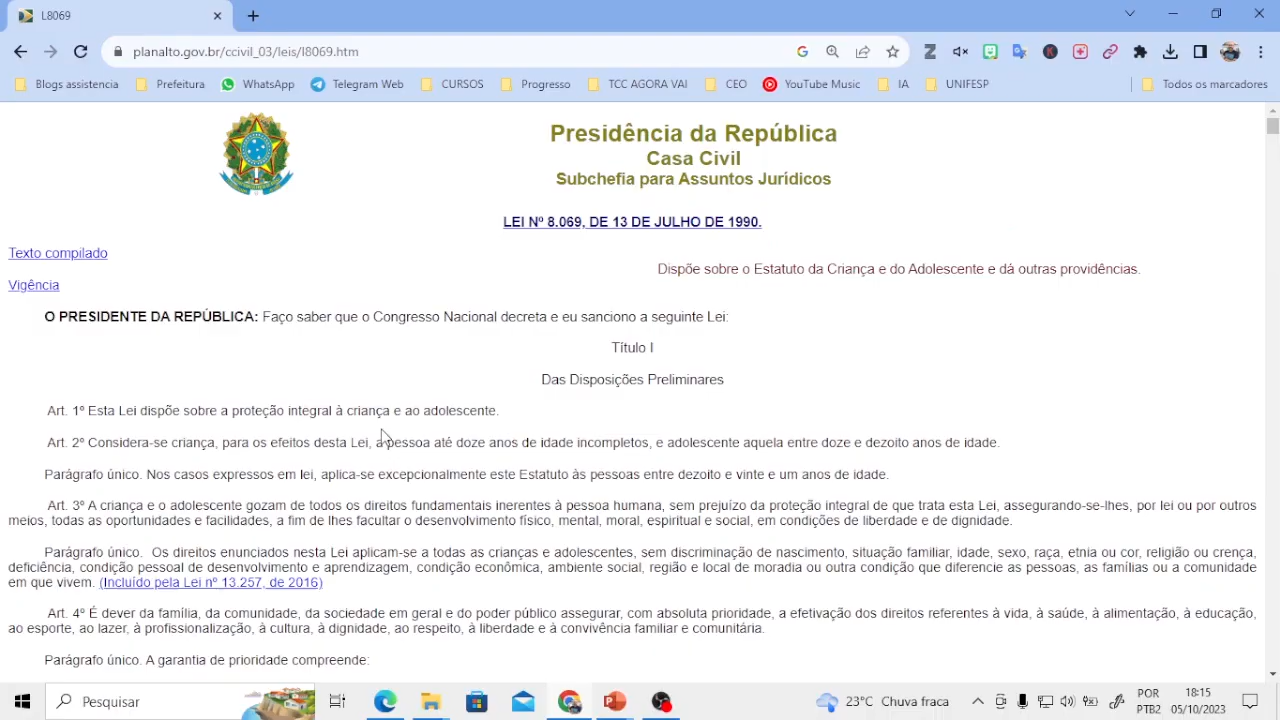 L8069
planalto.gov.br/ccivil_03/leis/l8069.htm
Blogs assistencia
Prefeitura
WhatsApp
Telegram Web
CURSOS
Progresso
TCC AGORA VAI
CEO
YouTube Music
IA
UNIFESP
Todos os marcadores
Presidência da República
Casa Civil
Subchefia para Assuntos Jurídicos
LEI Nº 8.069, DE 13 DE JULHO DE 1990.
Texto compilado
Dispõe sobre o Estatuto da Criança e do Adolescente e dá outras providências.
Vigência
O PRESIDENTE DA REPÚBLICA: Faço saber que o Congresso Nacional decreta e eu sanciono a seguinte Lei:
Título I
Das Disposições Preliminares
Art. 1º Esta Lei dispõe sobre a proteção integral à criança e ao adolescente.
Art. 2º Considera-se criança, para os efeitos desta Lei, a pessoa até doze anos de idade incompletos, e adolescente aquela entre doze e dezoito anos de idade.
Parágrafo único. Nos casos expressos em lei, aplica-se excepcionalmente este Estatuto às pessoas entre dezoito e vinte e um anos de idade.
Art. 3º A criança e o adolescente gozam de todos os direitos fundamentais inerentes à pessoa humana, sem prejuízo da proteção integral de que trata esta Lei, assegurando-se-lhes, por lei ou por outros
meios, todas as oportunidades e facilidades, a fim de lhes facultar o desenvolvimento físico, mental, moral, espiritual e social, em condições de liberdade e de dignidade.
Parágrafo único. Os direitos enunciados nesta Lei aplicam-se a todas as crianças e adolescentes, sem discriminação de nascimento, situação familiar, idade, sexo, raça, etnia ou cor, religião ou crença,
deficiência, condição pessoal de desenvolvimento e aprendizagem, condição econômica, ambiente social, região e local de moradia ou outra condição que diferencie as pessoas, as famílias ou a comunidade
em que vivem. (Incluído pela Lei nº 13.257, de 2016)
Art. 4º É dever da família, da comunidade, da sociedade em geral e do poder público assegurar, com absoluta prioridade, a efetivação dos direitos referentes à vida, à saúde, à alimentação, à educação,
ao esporte, ao lazer, à profissionalização, à cultura, à dignidade, ao respeito, à liberdade e à convivência familiar e comunitária.
Parágrafo único. A garantia de prioridade compreende:
Pesquisar
23°C Chuva fraca
POR
PTB2
18:15
05/10/2023